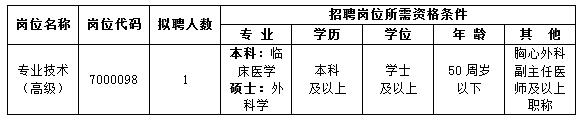 岗位名称 岗位代码 拟聘人数 招聘岗位所需资格条件
专 业 学历 学位 年 龄 其 他
专业技术
（高级）
7000098
1
本科：临
床医学
硕士：外
科学
本科
及以上
学士
及以上
50 周岁
以下
胸心外科
副主任医
师及以上
职称